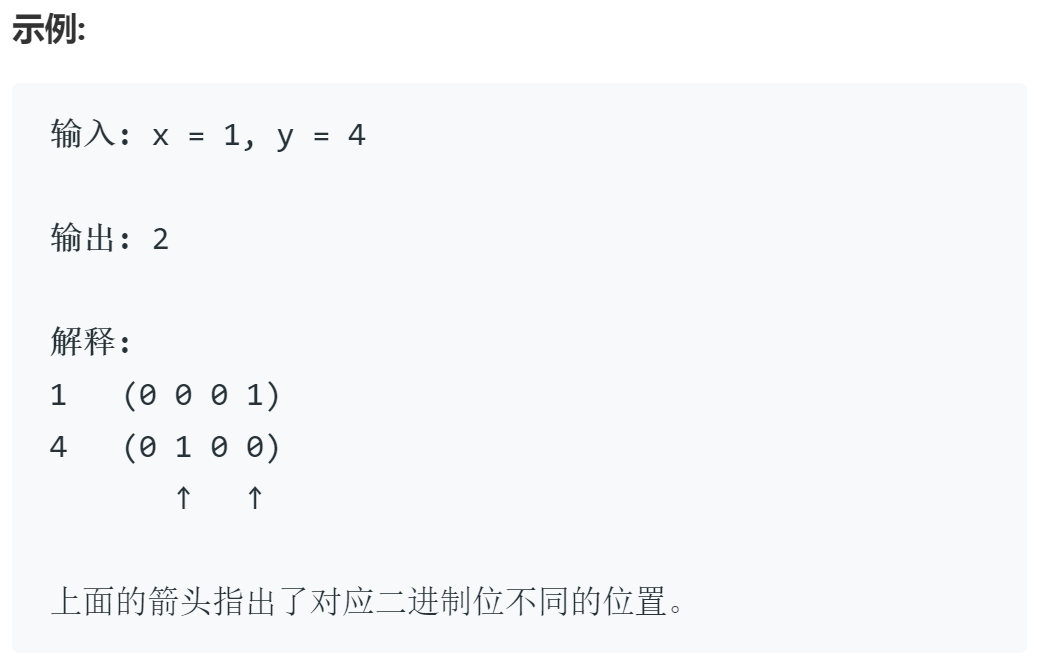 示例:
输入: x = 1, y = 4
输出: 2
解释:
1   (0 0 0 1)
4   (0 1 0 0)
       ↑   ↑
上面的箭头指出了对应二进制位不同的位置。